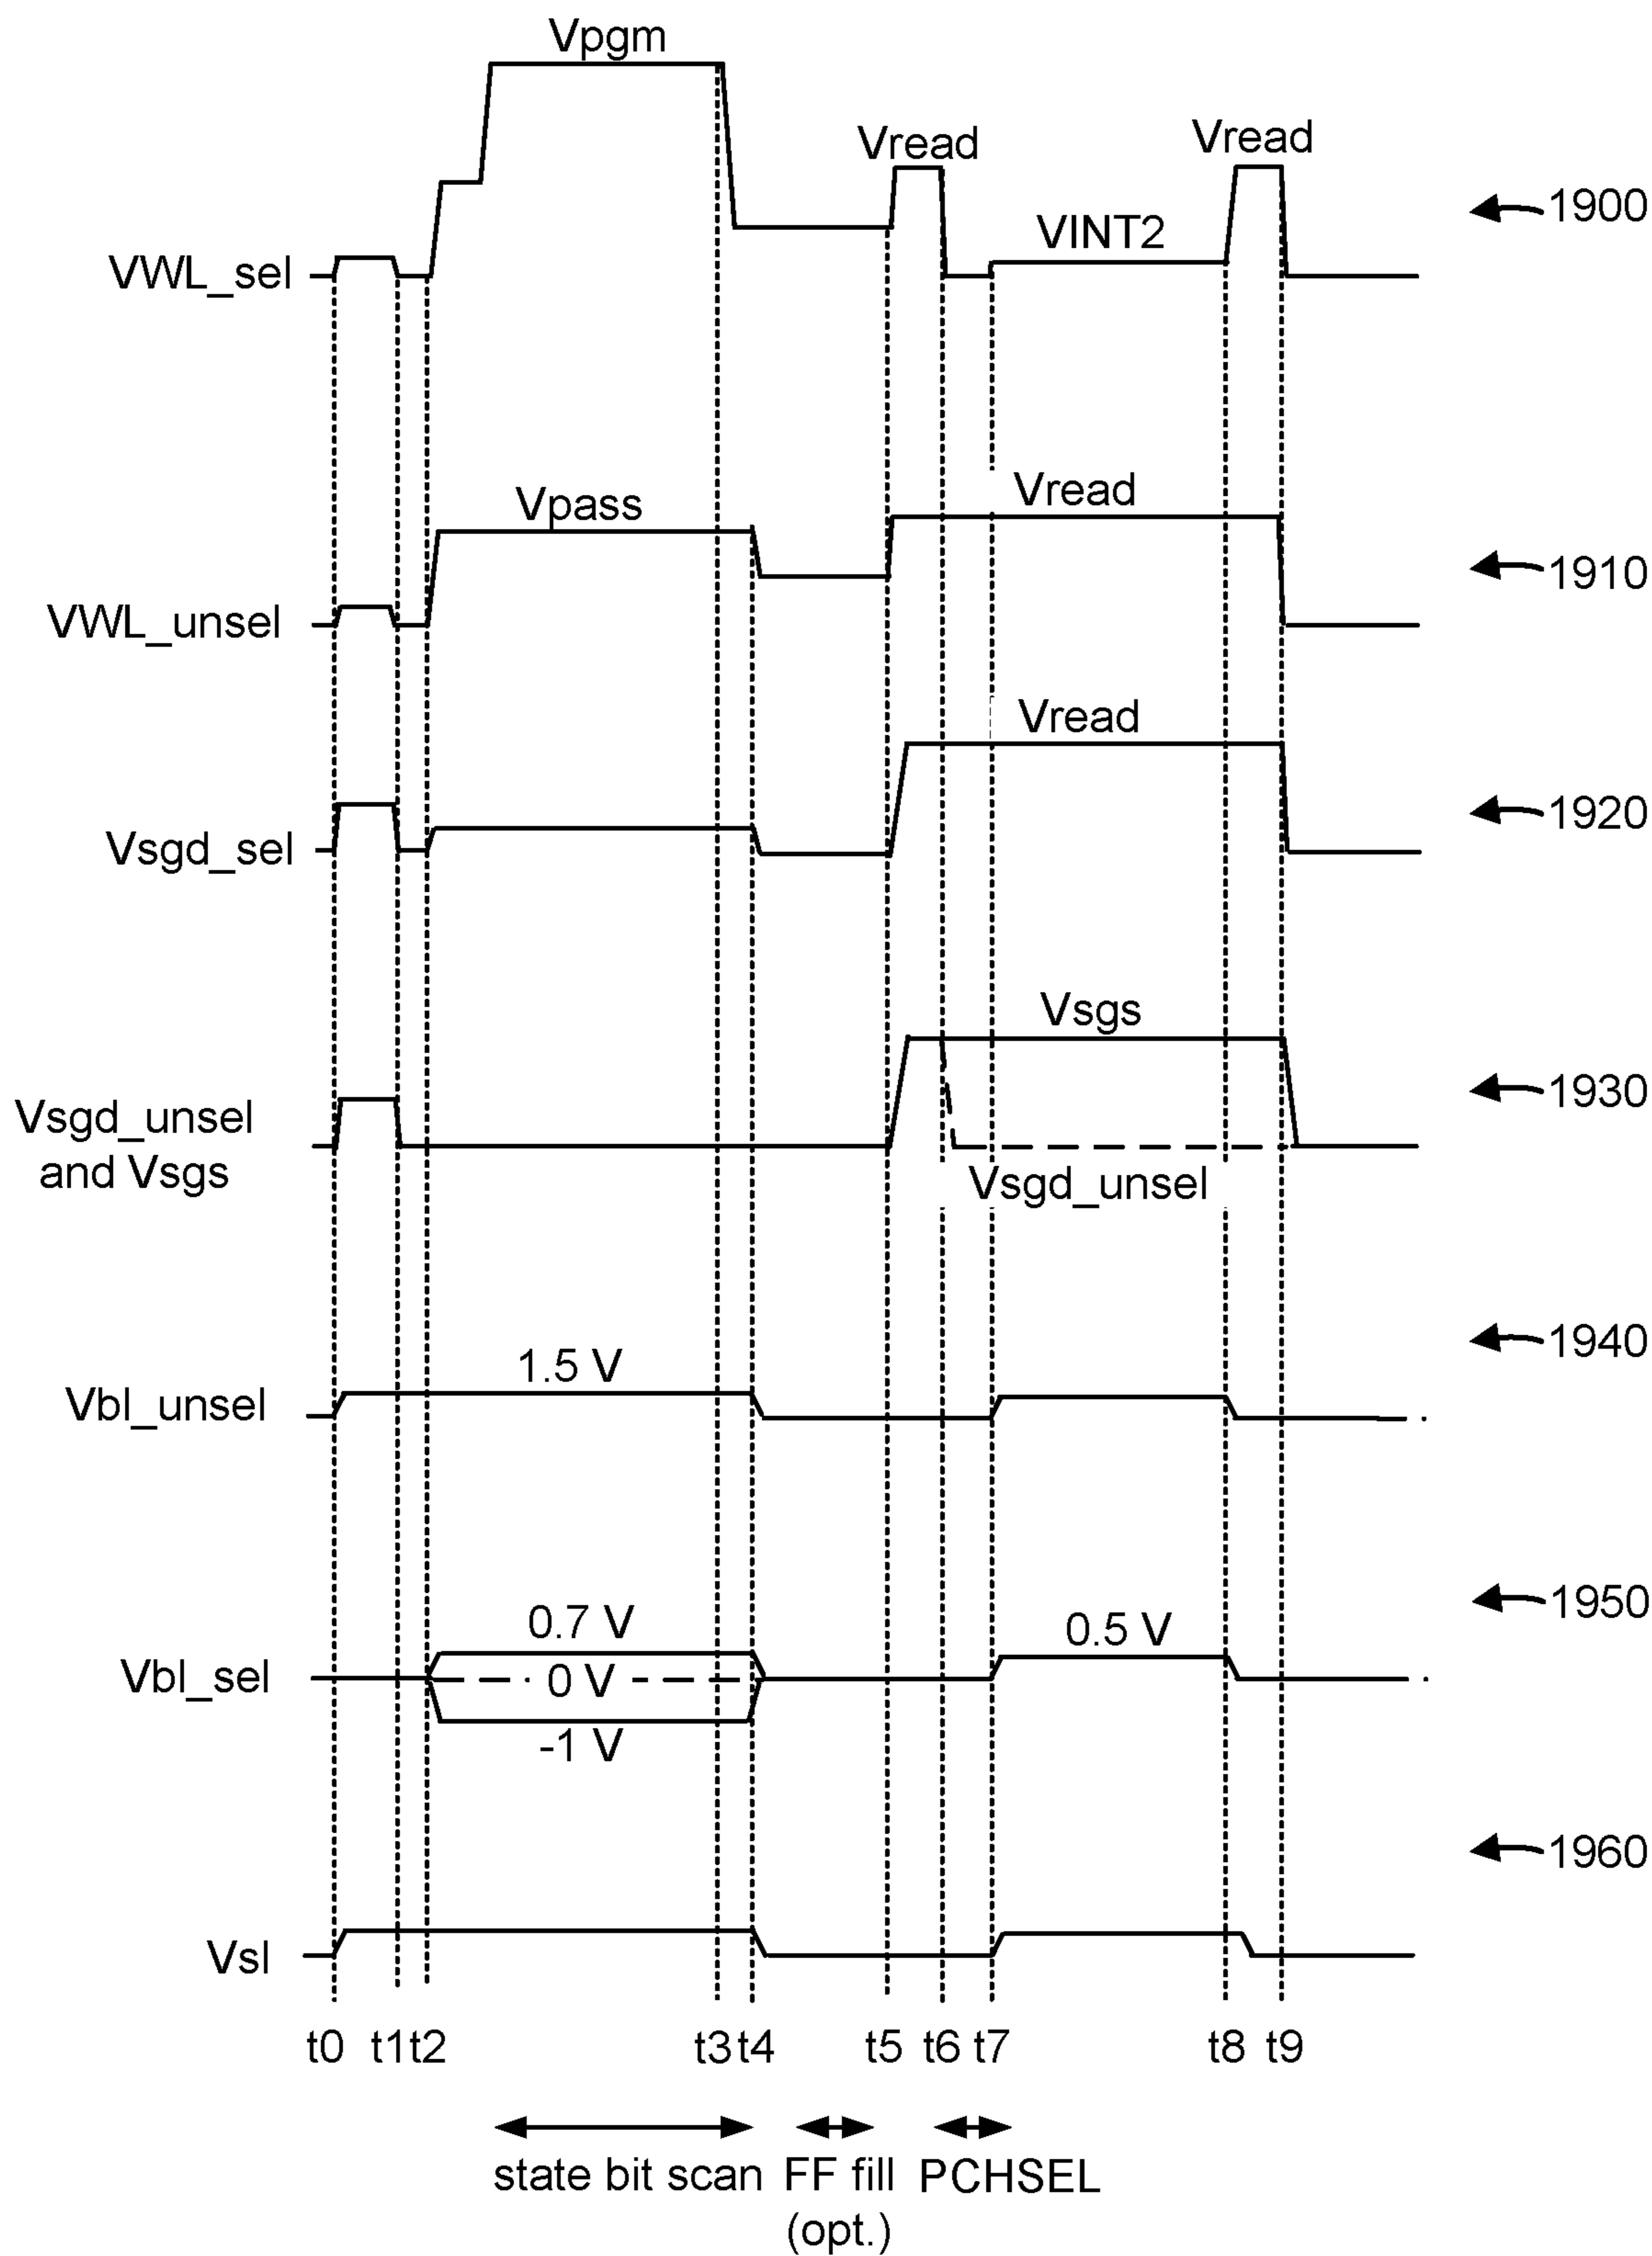 Vpgm
Vread
Vread
1900
VINT2
VWL_sel
Vread
Vpass
1910
VWL_unsel
Vread
1920
Vsgd_sel
Vsgs
1930
Vsgd_unsel
and Vsgs
Vsgd_unsel
1940
1.5 V
Vbl_unsel
1950
0.7 V
0.5 V
Vbl_sel
0 V
-1 V
1960
Vsl
t0 t1 t2 t3 t4 t5 t6 t7 t8 t9
state bit scan FF fill PCHSEL
(opt.)